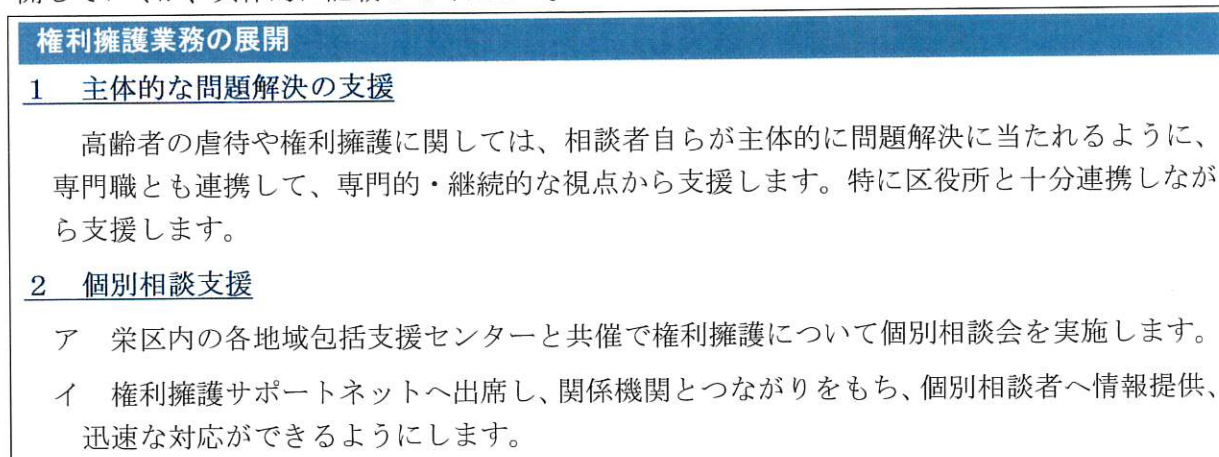 権利擁護業務の展開
1 主体的な問題解決の支援
高齢者の虐待や権利擁護に関しては、相談者自らが主体的に問題解決に当たれるように、
専門職とも連携して、専門的・継続的な視点から支援します。特に区役所と十分連携しなが
ら支援します。
2 個別相談支援
ア 栄区内の各地域包括支援センターと共催で権利擁護について個別相談会を実施します。
イ 権利擁護サポートネットへ出席し、関係機関とつながりをもち、個別相談者へ情報提供、
迅速な対応ができるようにします。